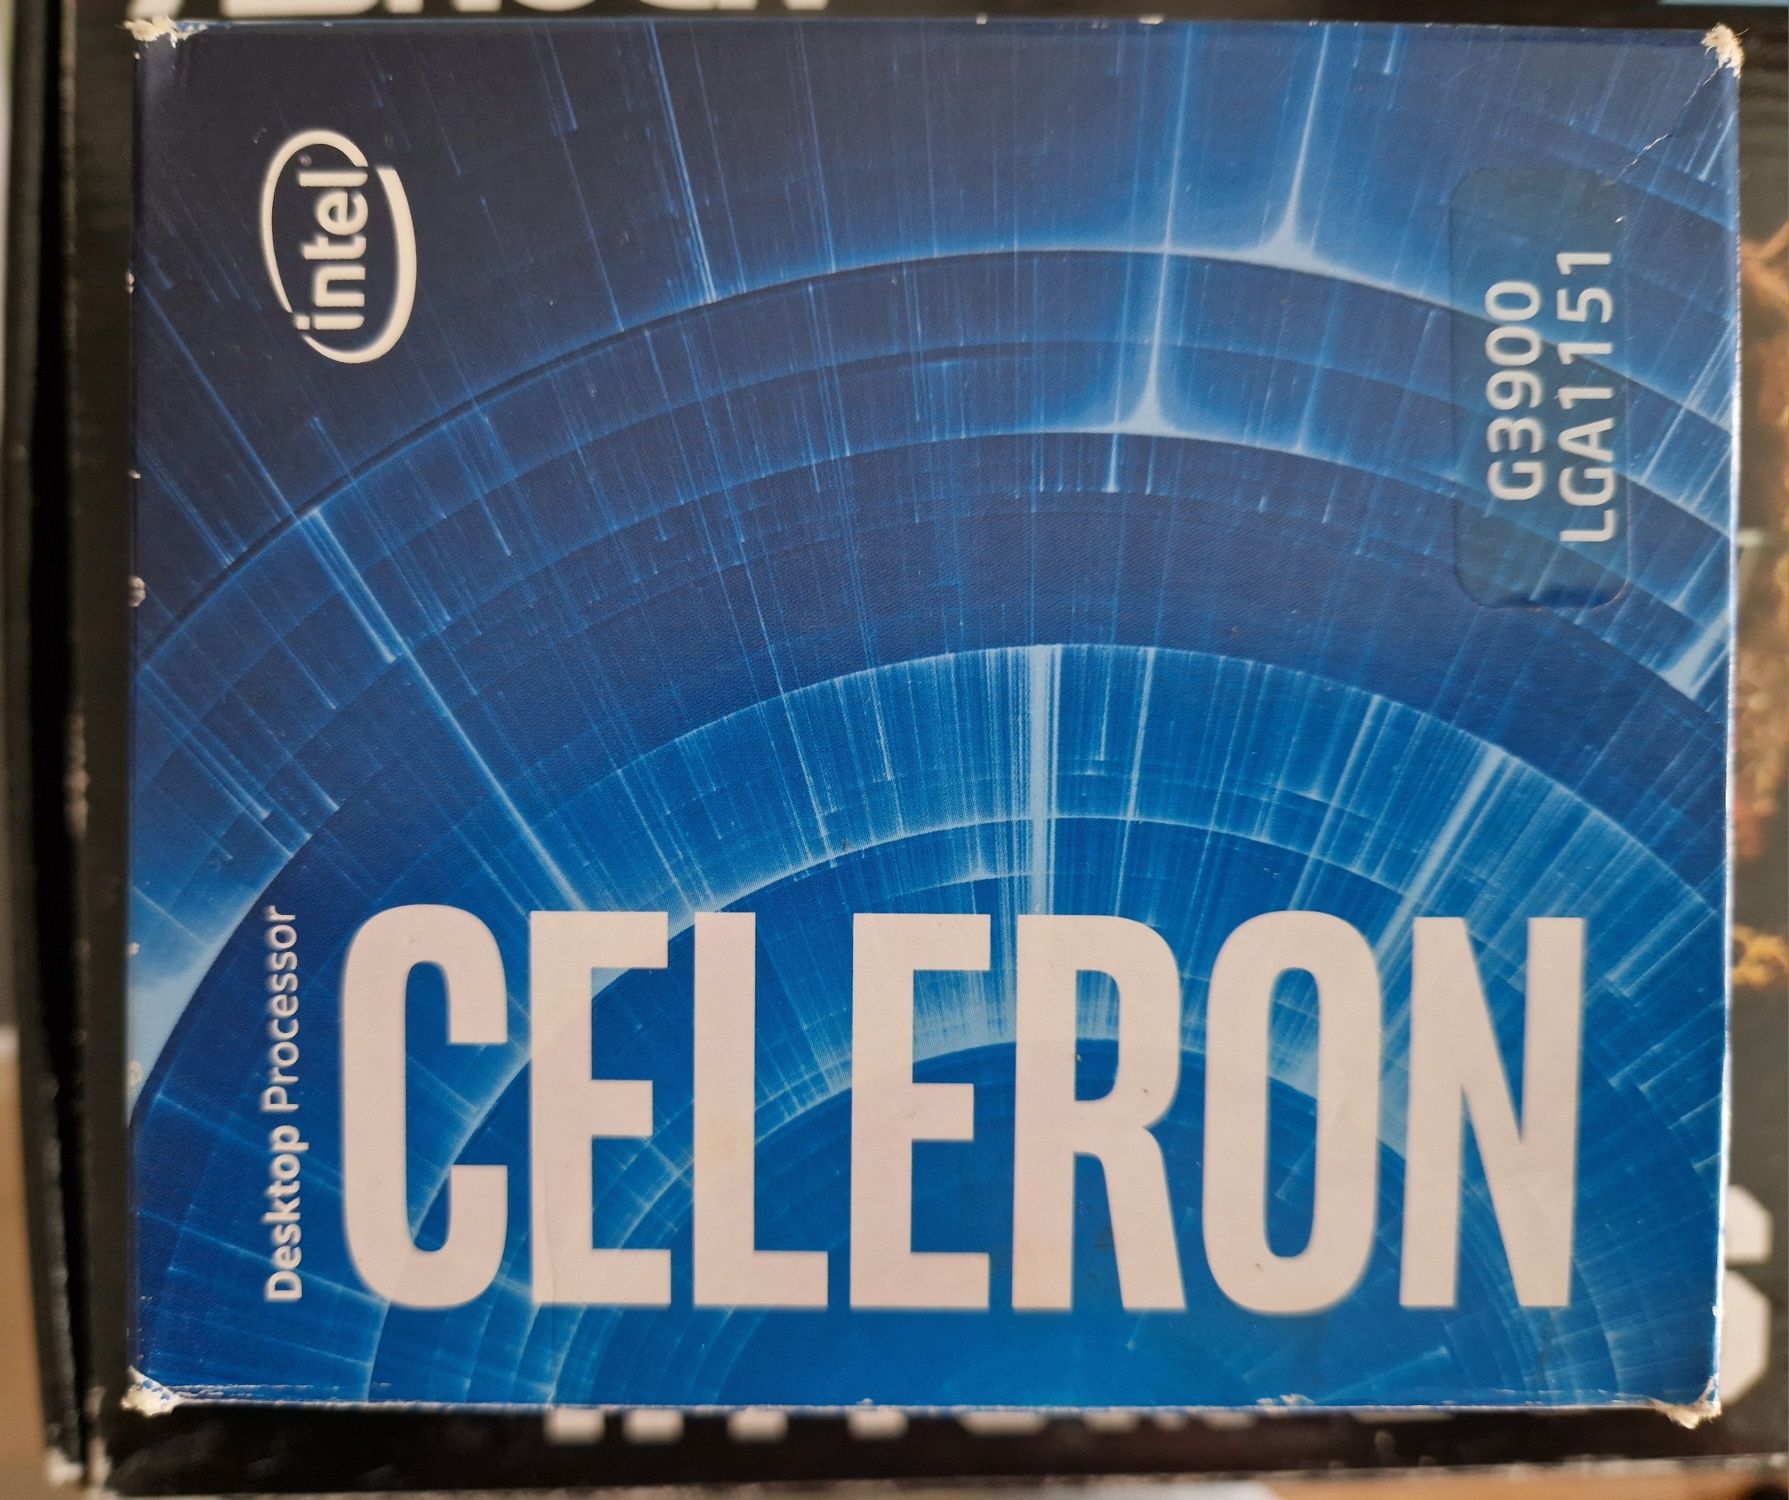 intel
G3900
LGA1151
Desktop Processor
CELERON